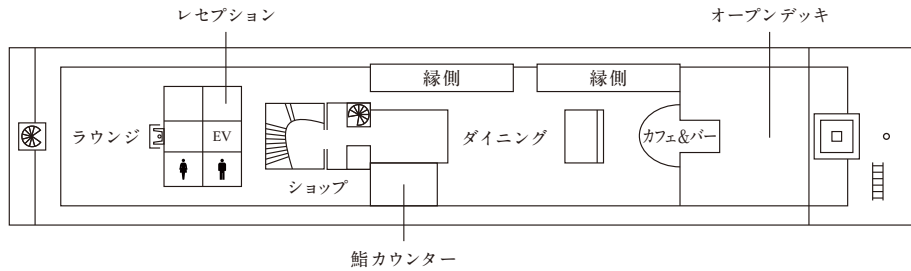 レセプション
オープンデッキ
縁側
縁側
ラウンジ
EV
ダイニング
カフェ&バー
ショップ
鮨カウンター